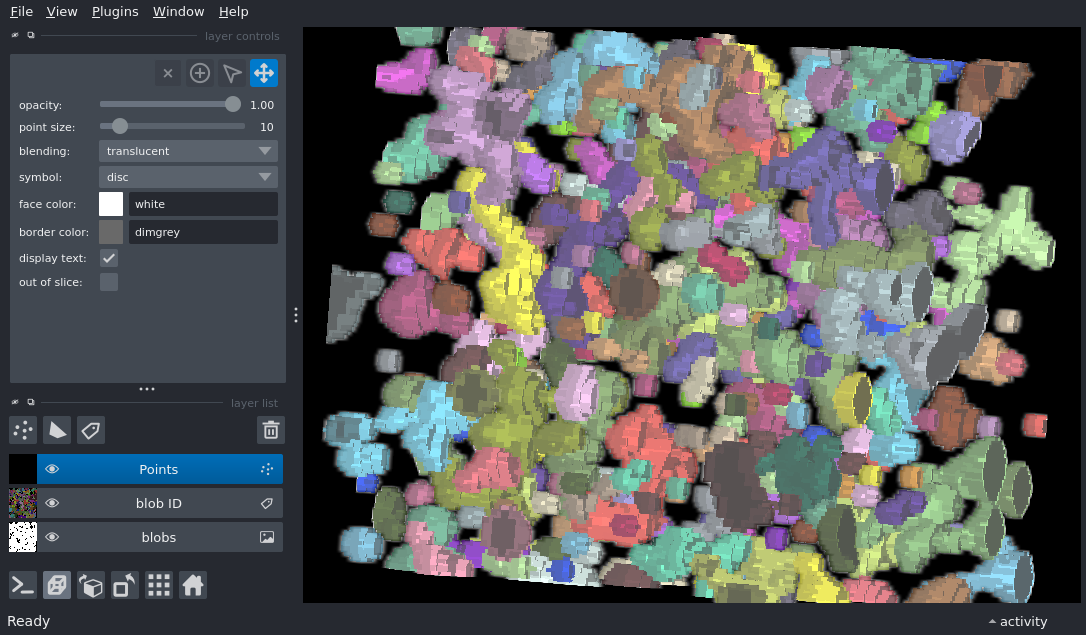 File View Plugins Window Help
layer controls
opacity: 1.00
point size: 10
blending: translucent
symbol: disc
face color: white
border color: dimgrey
display text:
out of slice:
layer list
Points
blob ID
blobs
Ready
activity